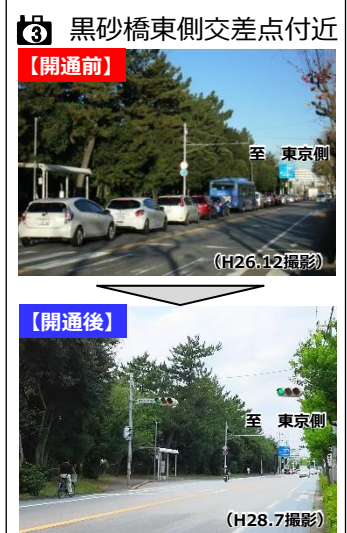 3 黒砂橋東側交差点付近
【開通前】
至 東京側
(H26.12撮影)
【開通後】
至 東京側
(H28.7撮影)